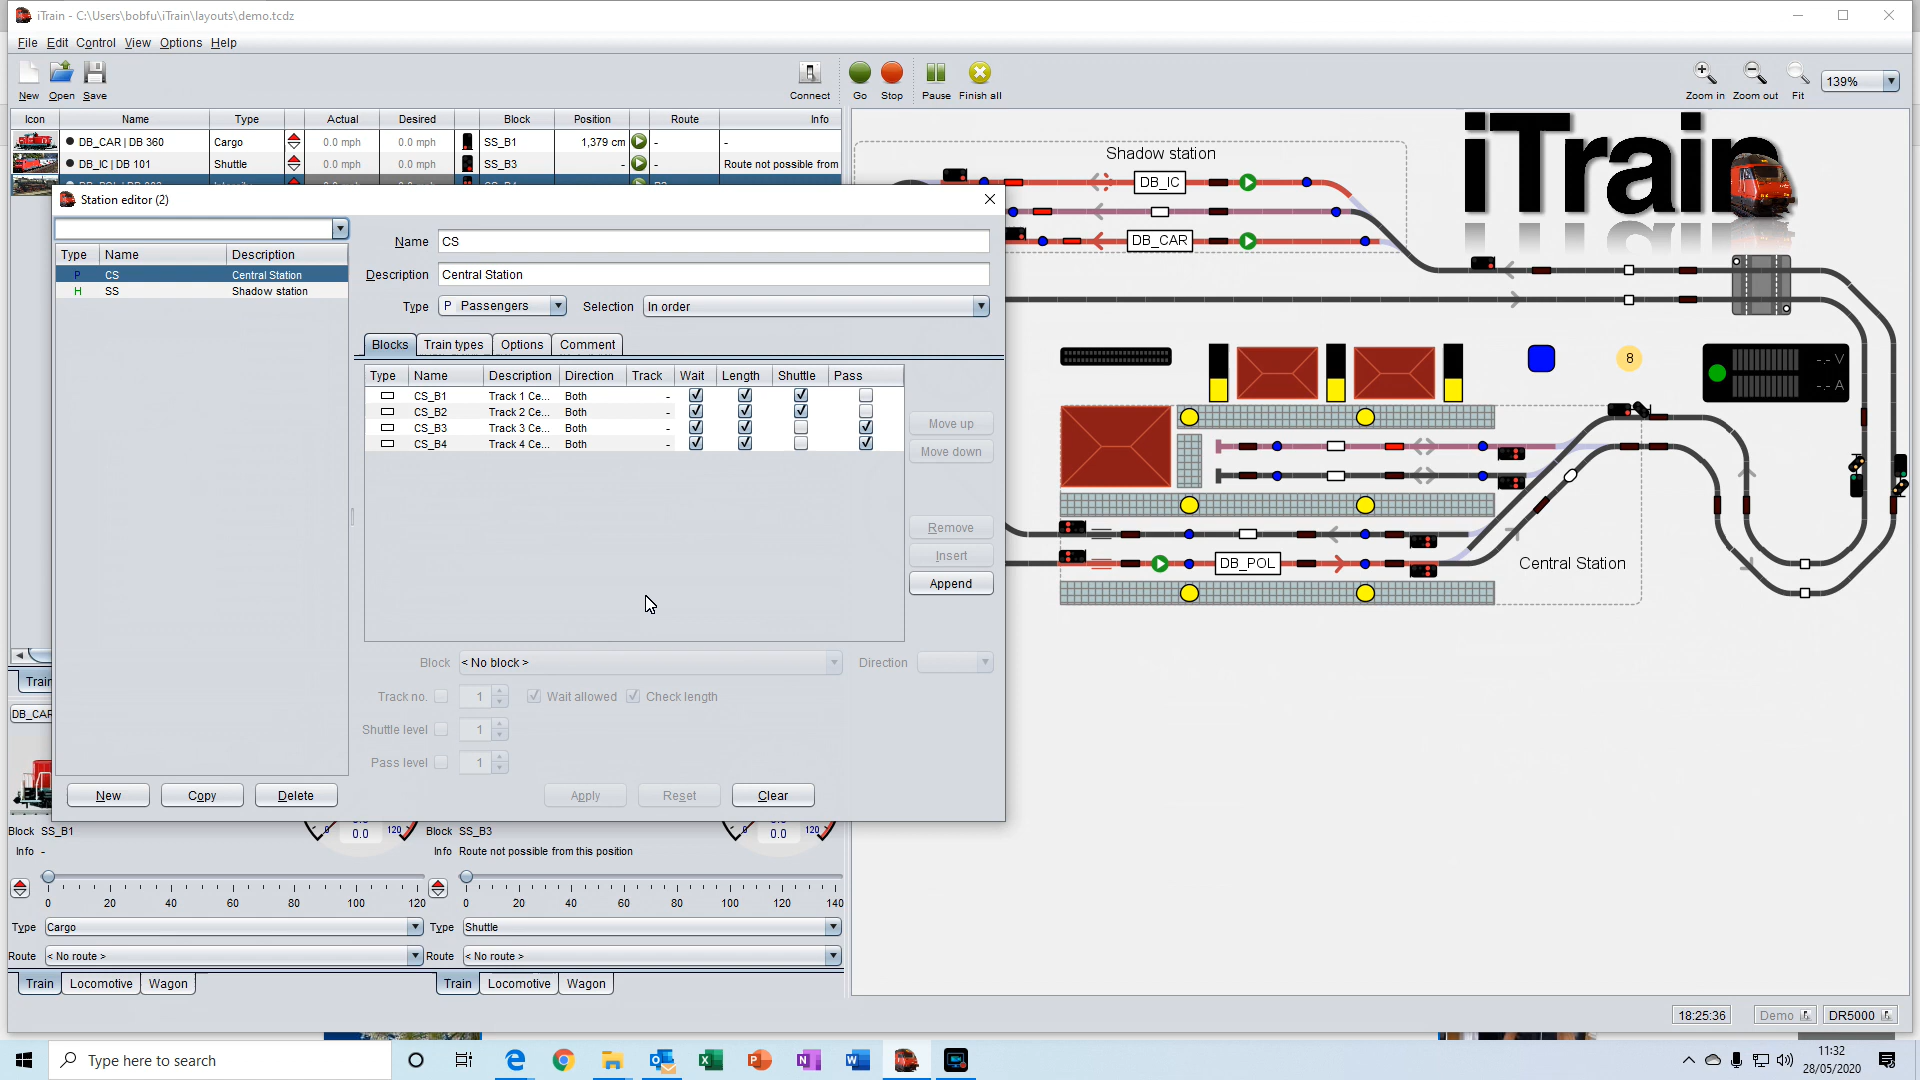 iTrain - C:\Users\bobfu\iTrain\layouts\demo.tcdz
File Edit Control View Options Help
New Open Save Connect Go Stop Pause Finish all Zoom in Zoom out Fit 139%
Icon Name Type Actual Desired Block Position Route Info
DB_CAR | DB 360 Cargo 0.0 mph 0.0 mph SS_B1 1,379 cm - -
DB_IC | DB 101 Shuttle 0.0 mph 0.0 mph SS_B3 - - Route not possible from
Station editor (2)
Type Name Description
P CS Central Station
H SS Shadow station
Name CS
Description Central Station
Type P Passengers Selection In order
Blocks Train types Options Comment
Type Name Description Direction Track Wait Length Shuttle Pass
CS_B1 Track 1 Ce... Both -
CS_B2 Track 2 Ce... Both -
CS_B3 Track 3 Ce... Both -
CS_B4 Track 4 Ce... Both -
Move up
Move down
Remove
Insert
Append
Block < No block > Direction
Track no. 1 Wait allowed Check length
Shuttle level 1
Pass level 1
New Copy Delete Apply Reset Clear
Train
DB_CAR
Block SS_B1 0.0 120 Block SS_B3 0.0 120
Info - Info Route not possible from this position
0 20 40 60 80 100 120 0 20 40 60 80 100 120 140
Type Cargo Type Shuttle
Route < No route > Route < No route >
Train Locomotive Wagon Train Locomotive Wagon
Shadow station
iTrain
DB_IC
DB_CAR
8
-.- V
-.- A
DB_POL
Central Station
18:25:36 Demo DR5000
Type here to search
11:32
28/05/2020